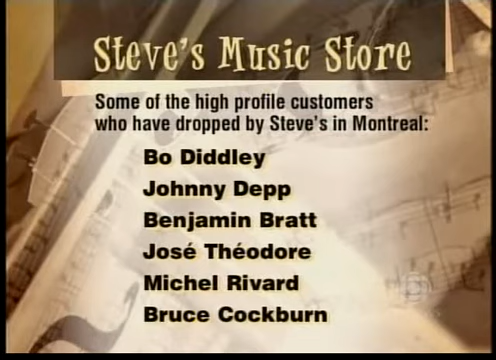 Steve's Music Store
Some of the high profile customers
who have dropped by Steve's in Montreal:
Bo Diddley
Johnny Depp
Benjamin Bratt
José Théodore
Michel Rivard
Bruce Cockburn